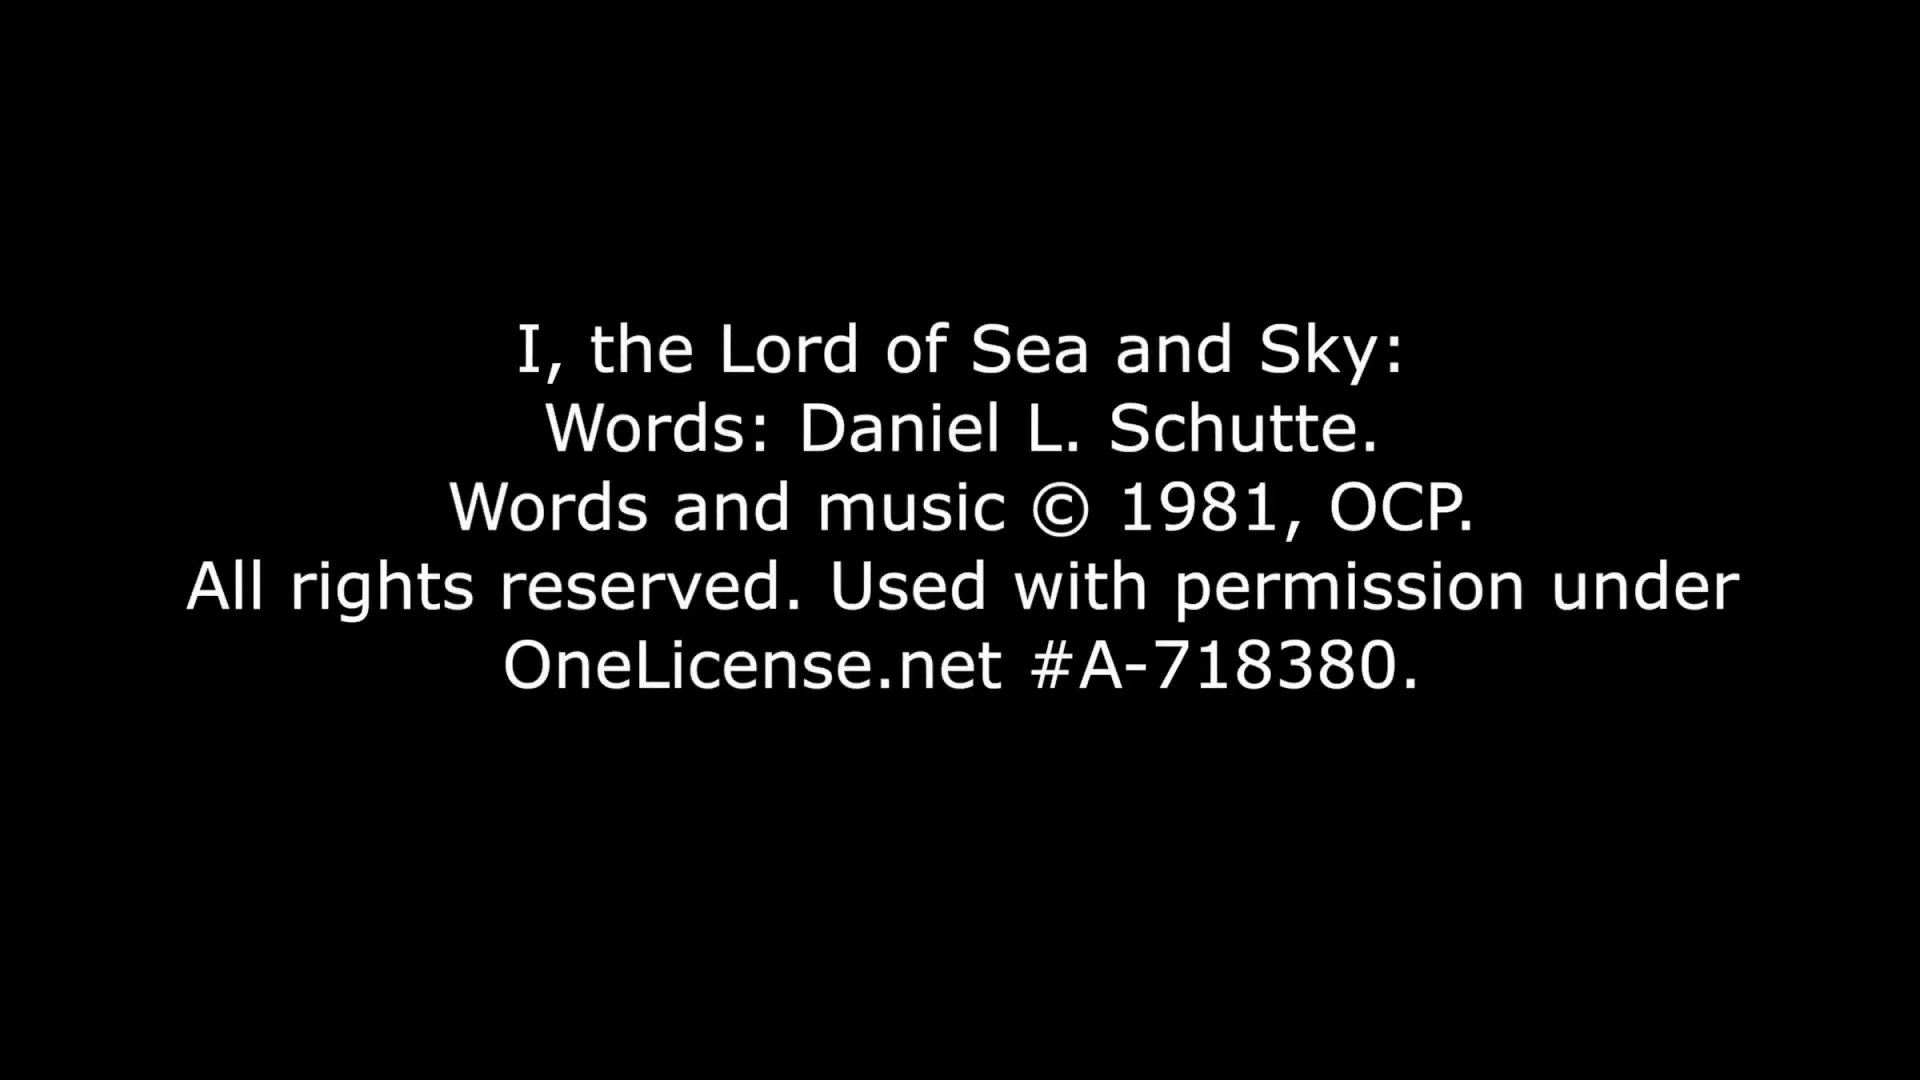 I, the Lord of Sea and Sky:
Words: Daniel L. Schutte.
Words and music © 1981, OCP.
All rights reserved. Used with permission under
OneLicense.net #A-718380.